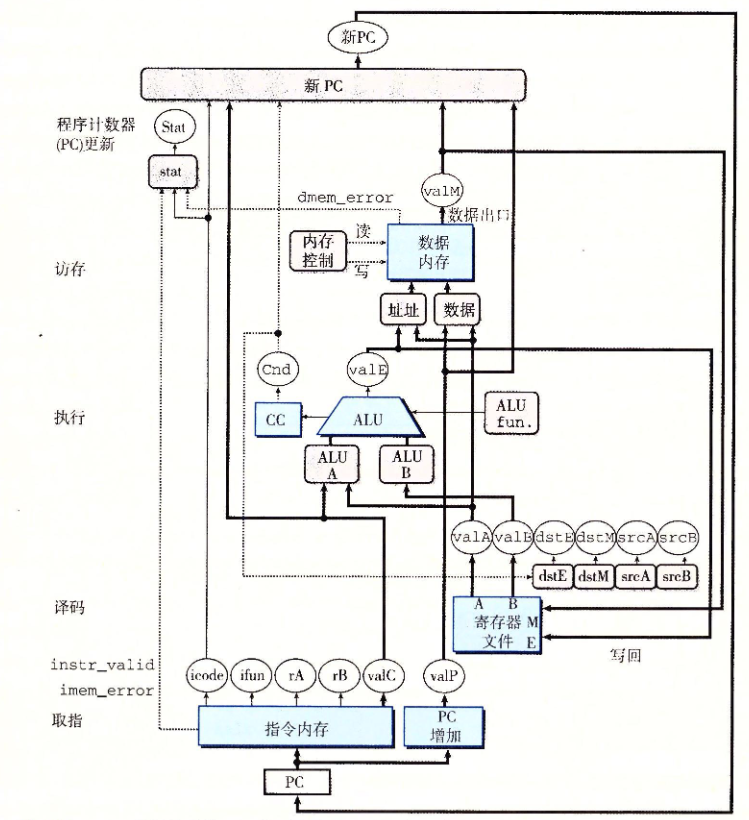 新PC
新 PC
程序计数器
(PC)更新
Stat
stat
dmem_error
valM
数据出口
内存
控制
读
写
数据
内存
访存
址址
数据
Cnd
valE
CC
ALU
ALU
fun.
执行
ALU
A
ALU
B
valA
valB
dstE
dstM
srcA
srcB
dstE
dstM
srcA
srcB
A
B
寄存器
文件
M
E
译码
写回
instr_valid
imem_error
icode
ifun
rA
rB
valC
valP
取指
指令内存
PC
增加
PC